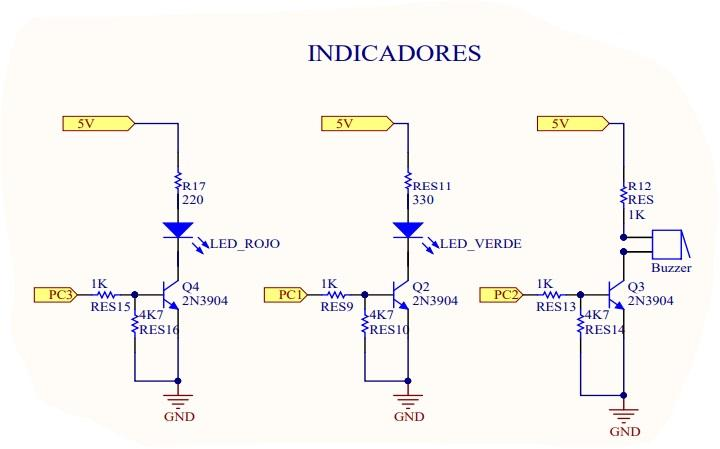 INDICADORES
5V
R17
220
LED_ROJO
PC3
1K
RES15
4K7
RES16
Q4
2N3904
GND
5V
RES11
330
LED_VERDE
PC1
1K
RES9
4K7
RES10
Q2
2N3904
GND
5V
R12
RES
1K
Buzzer
PC2
1K
RES13
4K7
RES14
Q3
2N3904
GND